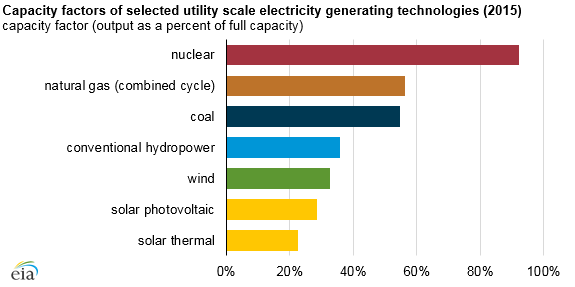 Capacity factors of selected utility scale electricity generating technologies (2015)
capacity factor (output as a percent of full capacity)
nuclear
natural gas (combined cycle)
coal
conventional hydropower
wind
solar photovoltaic
solar thermal
0% 20% 40% 60% 80% 100%
eia